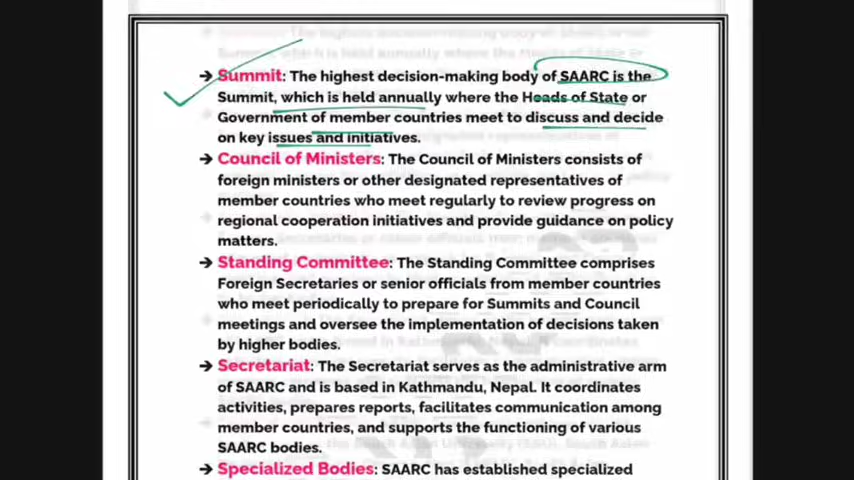 → Summit: The highest decision-making body of SAARC is the
Summit, which is held annually where the Heads of State or
Government of member countries meet to discuss and decide
on key issues and initiatives.
→ Council of Ministers: The Council of Ministers consists of
foreign ministers or other designated representatives of
member countries who meet regularly to review progress on
regional cooperation initiatives and provide guidance on policy
matters.
→ Standing Committee: The Standing Committee comprises
Foreign Secretaries or senior officials from member countries
who meet periodically to prepare for Summits and Council
meetings and oversee the implementation of decisions taken
by higher bodies.
→ Secretariat: The Secretariat serves as the administrative arm
of SAARC and is based in Kathmandu, Nepal. It coordinates
activities, prepares reports, facilitates communication among
member countries, and supports the functioning of various
SAARC bodies.
→ Specialized Bodies: SAARC has established specialized